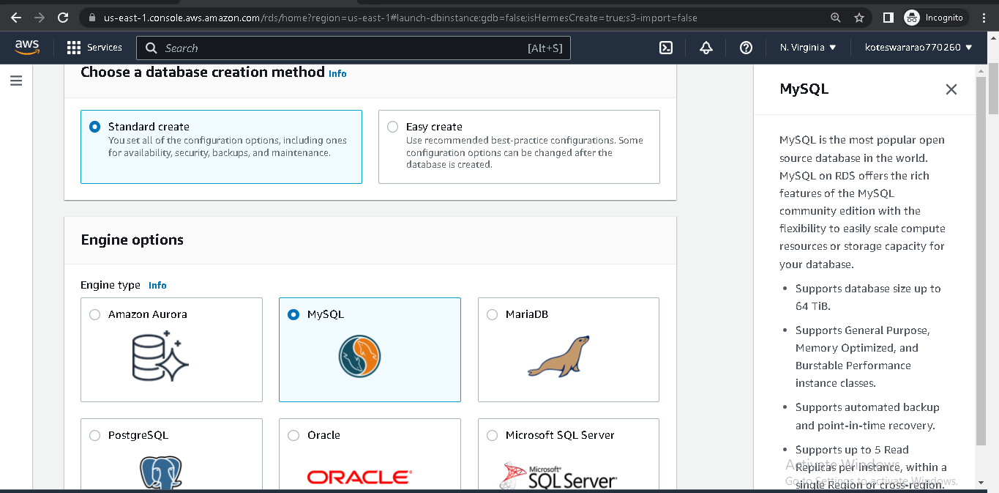 us-east-1.console.aws.amazon.com/rds/home?region=us-east-1#launch-dbinstance:gdb=false;isHermesCreate=true;s3-import=false
Incognito
aws
Services
Search
[Alt+S]
N. Virginia
koteswararao770260
Choose a database creation method Info
Standard create
You set all of the configuration options, including ones
for availability, security, backups, and maintenance.
Easy create
Use recommended best-practice configurations. Some
configuration options can be changed after the
database is created.
Engine options
Engine type Info
Amazon Aurora
MySQL
MariaDB
PostgreSQL
Oracle
ORACLE
Microsoft SQL Server
Microsoft
SQL Server
MySQL
MySQL is the most popular open
source database in the world.
MySQL on RDS offers the rich
features of the MySQL
community edition with the
flexibility to easily scale compute
resources or storage capacity for
your database.
• Supports database size up to
64 TiB.
• Supports General Purpose,
Memory Optimized, and
Burstable Performance
instance classes.
• Supports automated backup
and point-in-time recovery.
• Supports up to 5 Read
Replicas per instance, within a
single Region or cross-region.
Activate Windows
Go to Settings to activate Windows.